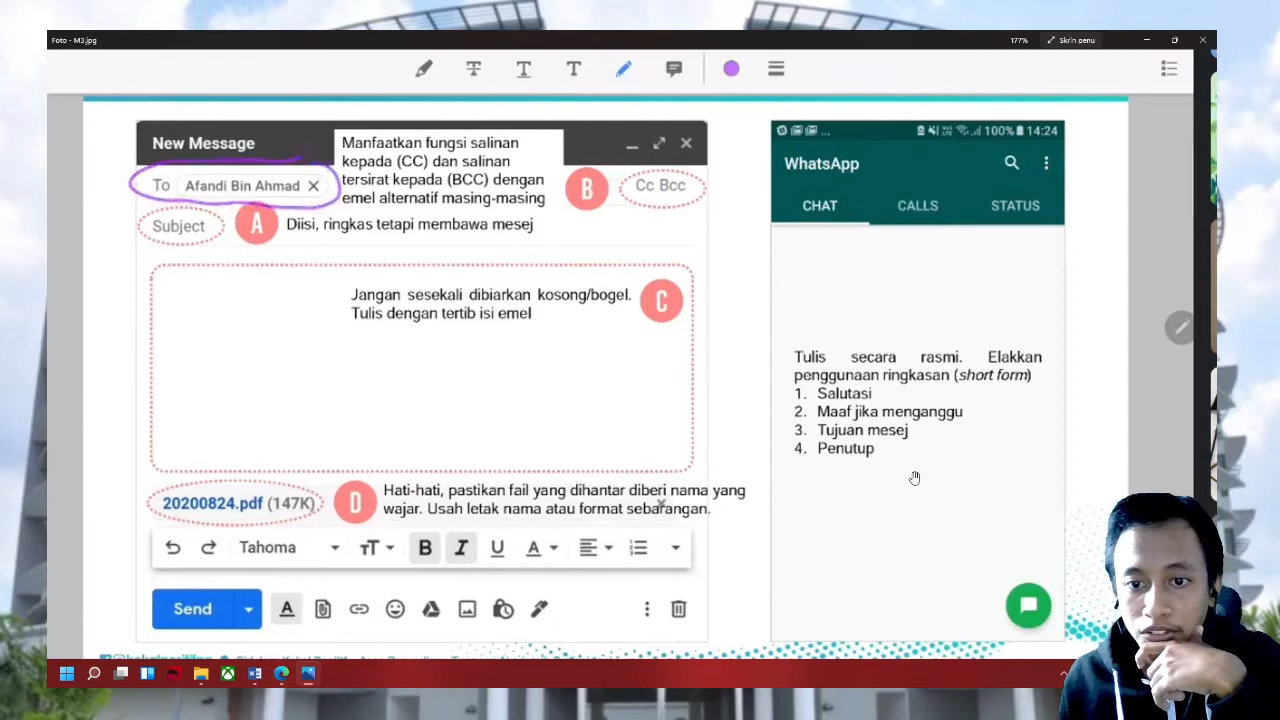 Foto - M3.jpg
177%
Skrin penu
New Message
Manfaatkan fungsi salinan
kepada (CC) dan salinan
tersirat kepada (BCC) dengan
emel alternatif masing-masing
To Afandi Bin Ahmad
B
Cc Bcc
Subject
A
Diisi, ringkas tetapi membawa mesej
Jangan sesekali dibiarkan kosong/bogel.
Tulis dengan tertib isi emel
C
20200824.pdf (147K)
D
Hati-hati, pastikan fail yang dihantar diberi nama yang
wajar. Usah letak nama atau format sebarangan.
Tahoma
B I U A
Send
A
100% 14:24
WhatsApp
CHAT CALLS STATUS
Tulis secara rasmi. Elakkan
penggunaan ringkasan (short form)
1. Salutasi
2. Maaf jika menganggu
3. Tujuan mesej
4. Penutup